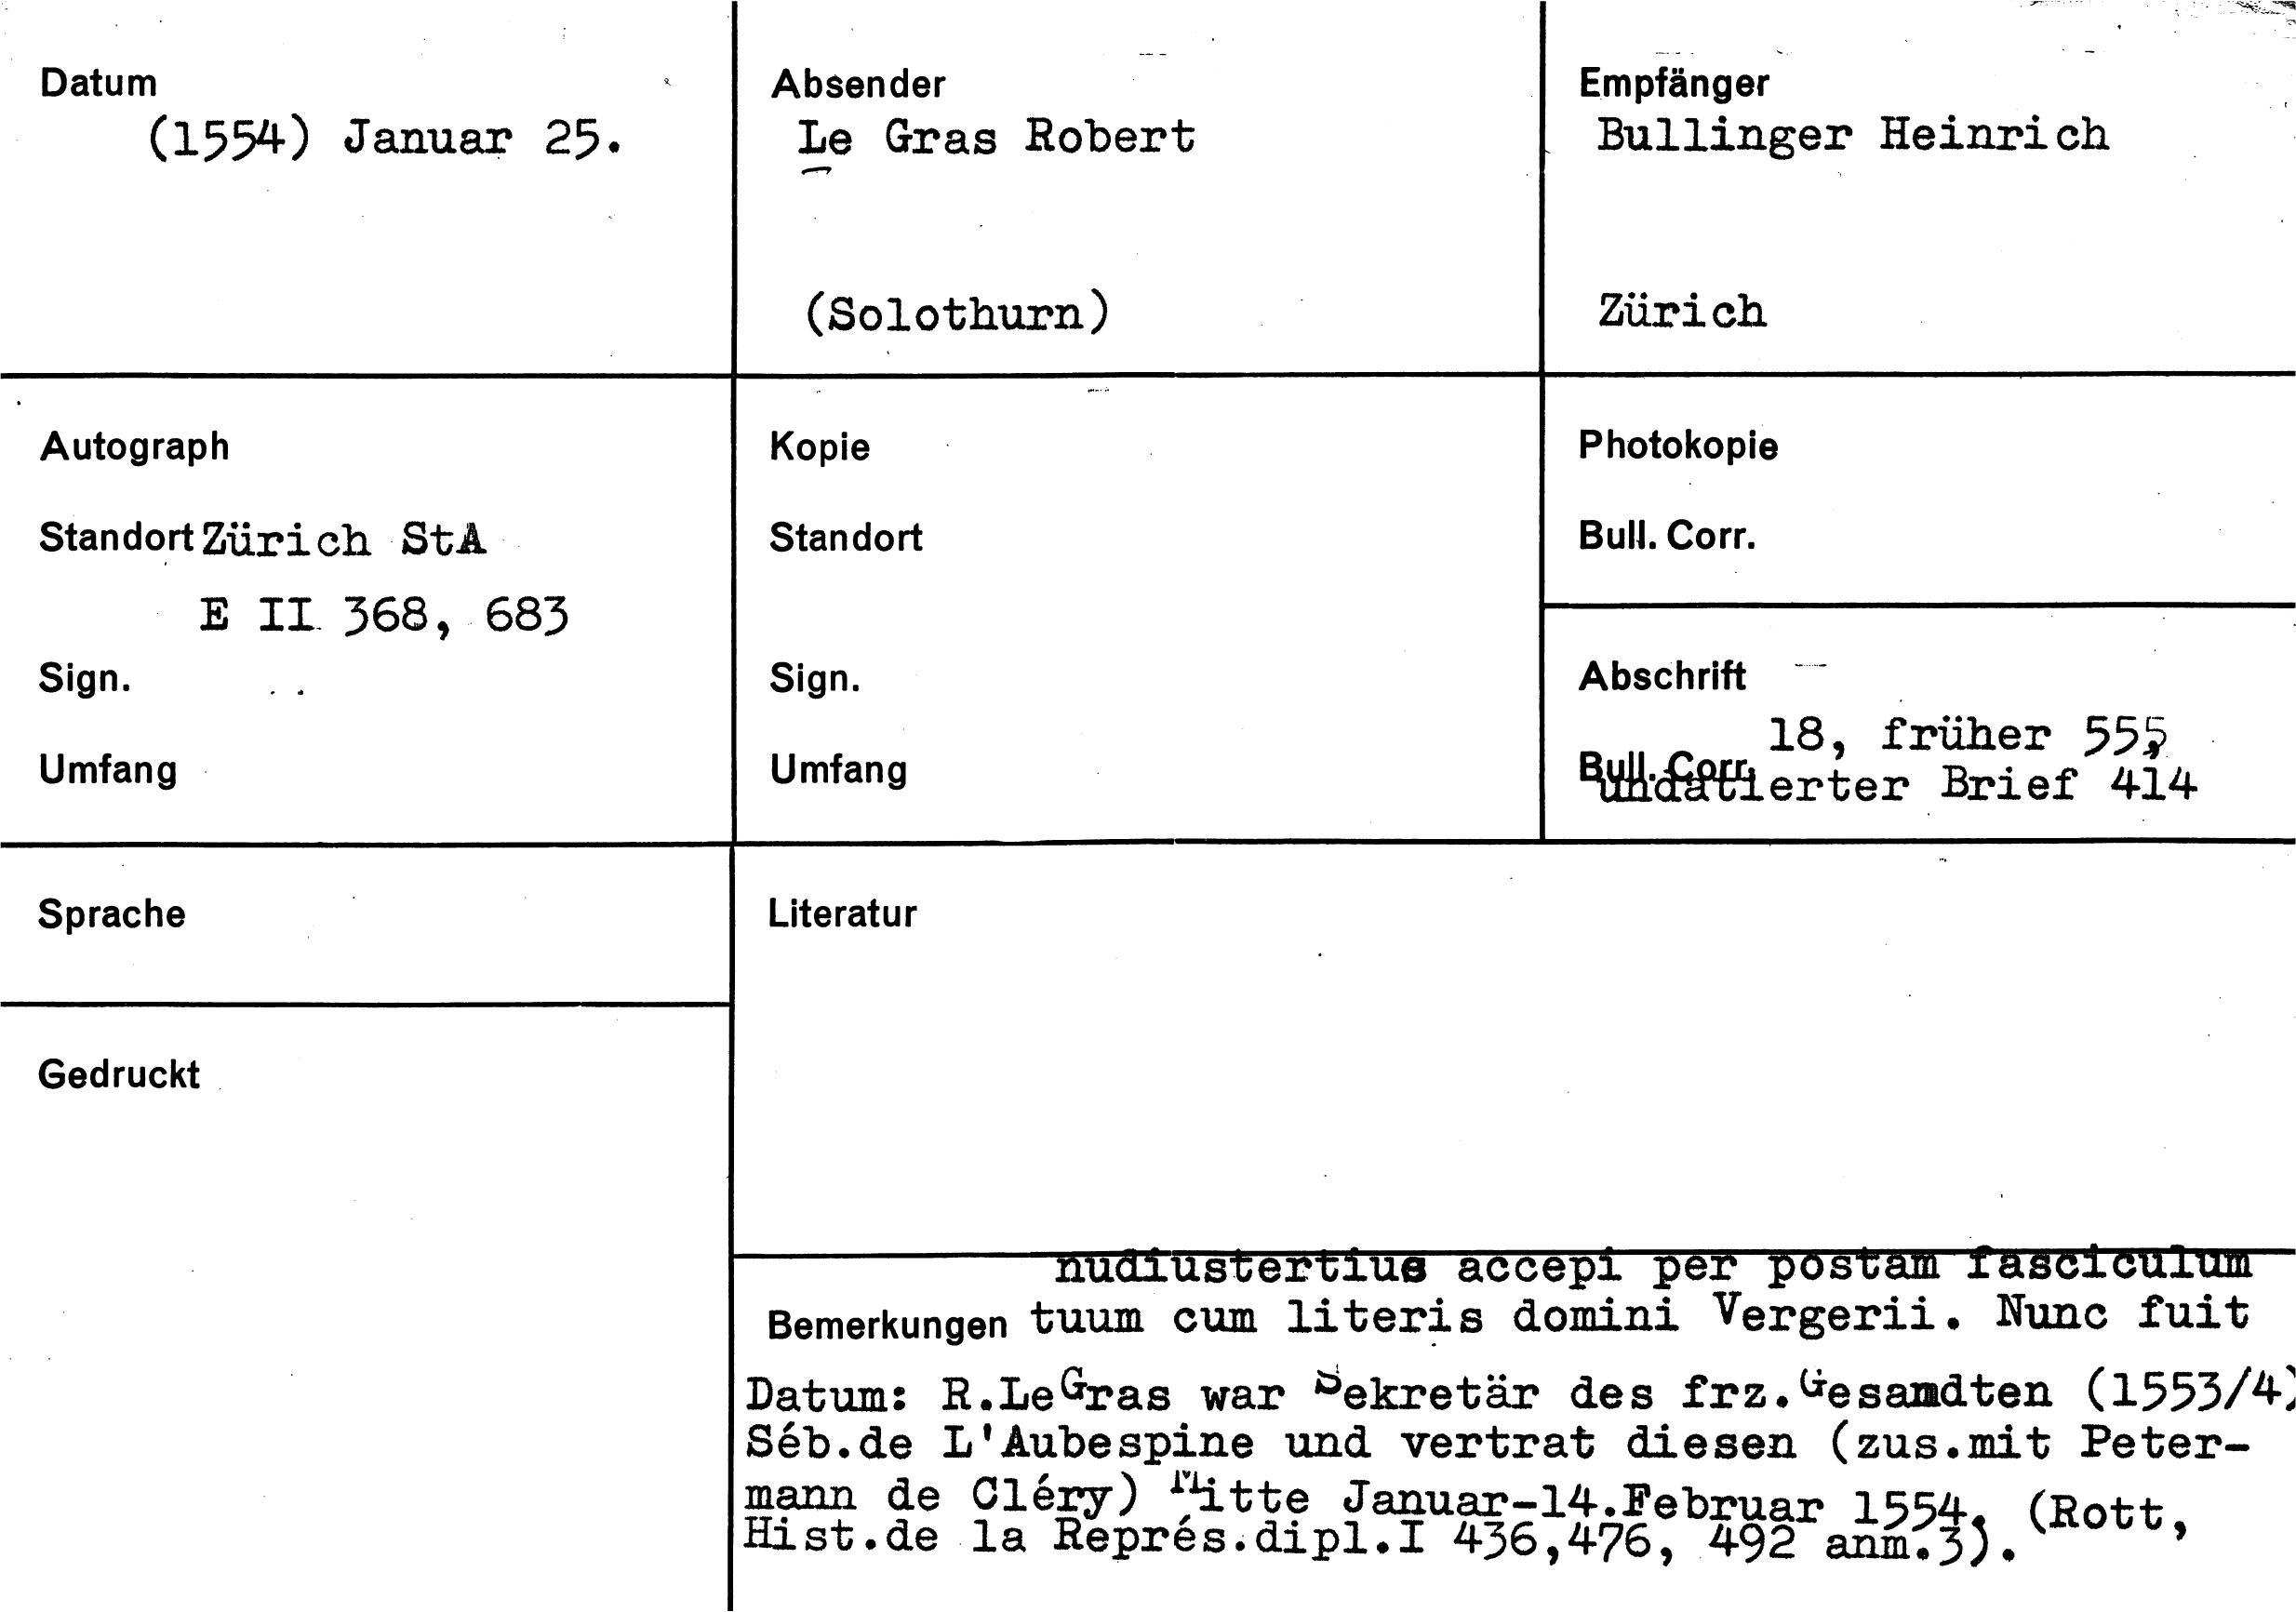 Datum
(1554) Januar 25.
Absender
Le Gras Robert
(Solothurn)
Empfänger
Bullinger Heinrich
Zürich
Autograph
Standort Zürich StA
E II 368, 683
Sign.
Umfang
Kopie
Standort
Sign.
Umfang
Photokopie
Bull. Corr.
Abschrift
18, früher 555,
Bull. Corr.
undatierter Brief 414
Sprache
Gedruckt
Literatur
nudiustertius accepi per postam fasciculum
Bemerkungen tuum cum literis domini Vergerii. Nunc fuit
Datum: R.LeGras war Sekretär des frz.Gesandten (1553/4)
Séb.de L'Aubespine und vertrat diesen (zus.mit Peter-
mann de Cléry) Mitte Januar-14.Februar 1554. (Rott,
Hist.de la Représ.dipl.I 436,476, 492 anm.3).